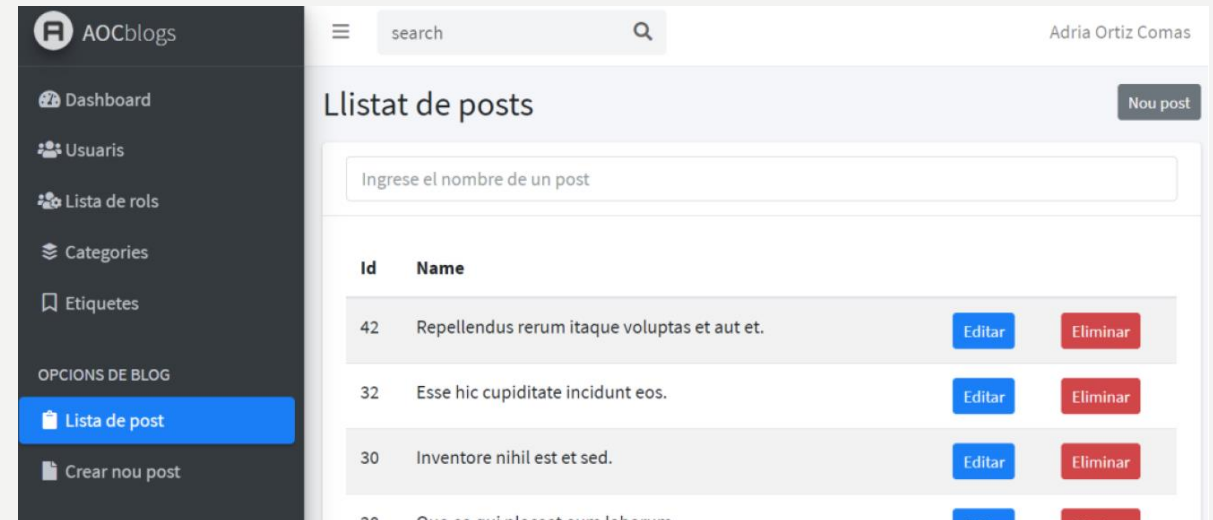 AOCblogs
Dashboard
Usuaris
Lista de rols
Categories
Etiquetes
OPCIONS DE BLOG
Lista de post
Crear nou post
search
Adria Ortiz Comas
Llistat de posts
Nou post
Ingrese el nombre de un post
Id Name
42 Repellendus rerum itaque voluptas et aut et. Editar Eliminar
32 Esse hic cupiditate incidunt eos. Editar Eliminar
30 Inventore nihil est et sed. Editar Eliminar